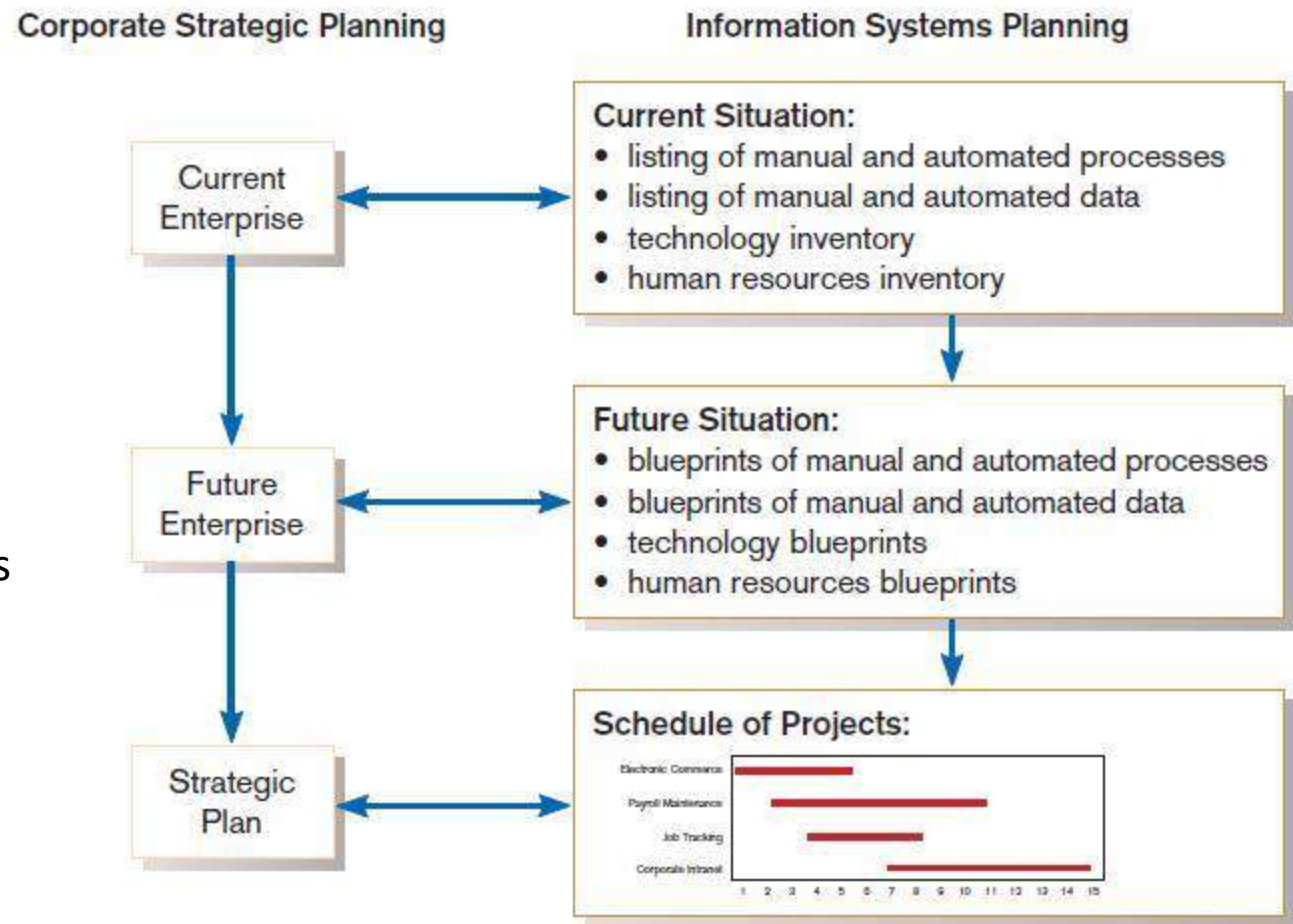 Corporate Strategic Planning
Information Systems Planning
Current
Enterprise
Current Situation:
• listing of manual and automated processes
• listing of manual and automated data
• technology inventory
• human resources inventory
Future
Enterprise
Future Situation:
• blueprints of manual and automated processes
• blueprints of manual and automated data
• technology blueprints
• human resources blueprints
s
Strategic
Plan
Schedule of Projects:
Electronic Commerce
Payroll Maintenance
Job Tracking
Corporate Intranet
1 2 3 4 5 6 7 8 9 10 11 12 13 14 15